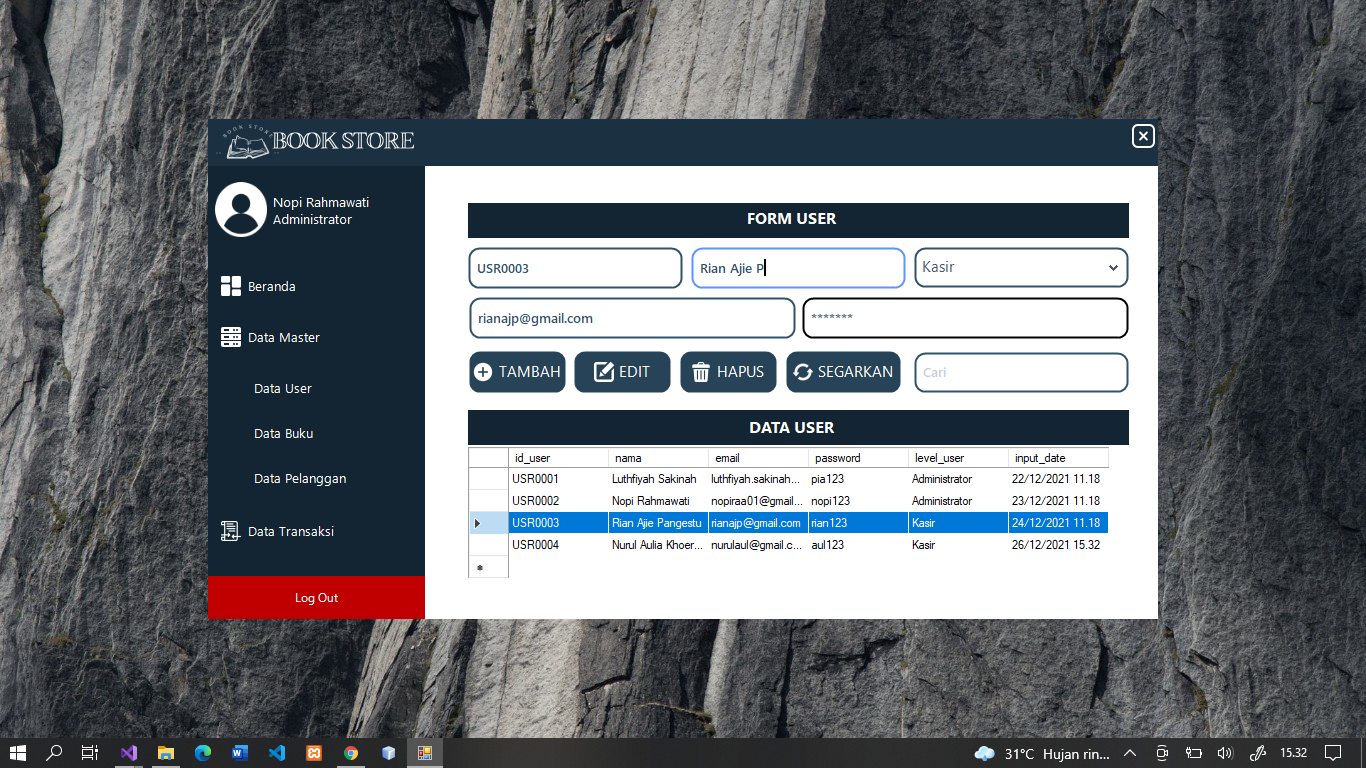 BOOK STORE
BOOK STORE
Nopi Rahmawati
Administrator
Beranda
Data Master
Data User
Data Buku
Data Pelanggan
Data Transaksi
Log Out
FORM USER
USR0003 Rian Ajie P Kasir
rianajp@gmail.com *******
TAMBAH EDIT HAPUS SEGARKAN Cari
DATA USER
id_user nama email password level_user input_date
USR0001 Luthfiyah Sakinah luthfiyah.sakinah... pia123 Administrator 22/12/2021 11.18
USR0002 Nopi Rahmawati nopiraa01@gmail... nopi123 Administrator 23/12/2021 11.18
USR0003 Rian Ajie Pangestu rianajp@gmail.com rian123 Kasir 24/12/2021 11.18
USR0004 Nurul Aulia Khoer... nurulaul@gmail.c... aul123 Kasir 26/12/2021 15.32
31°C Hujan rin... 15.32